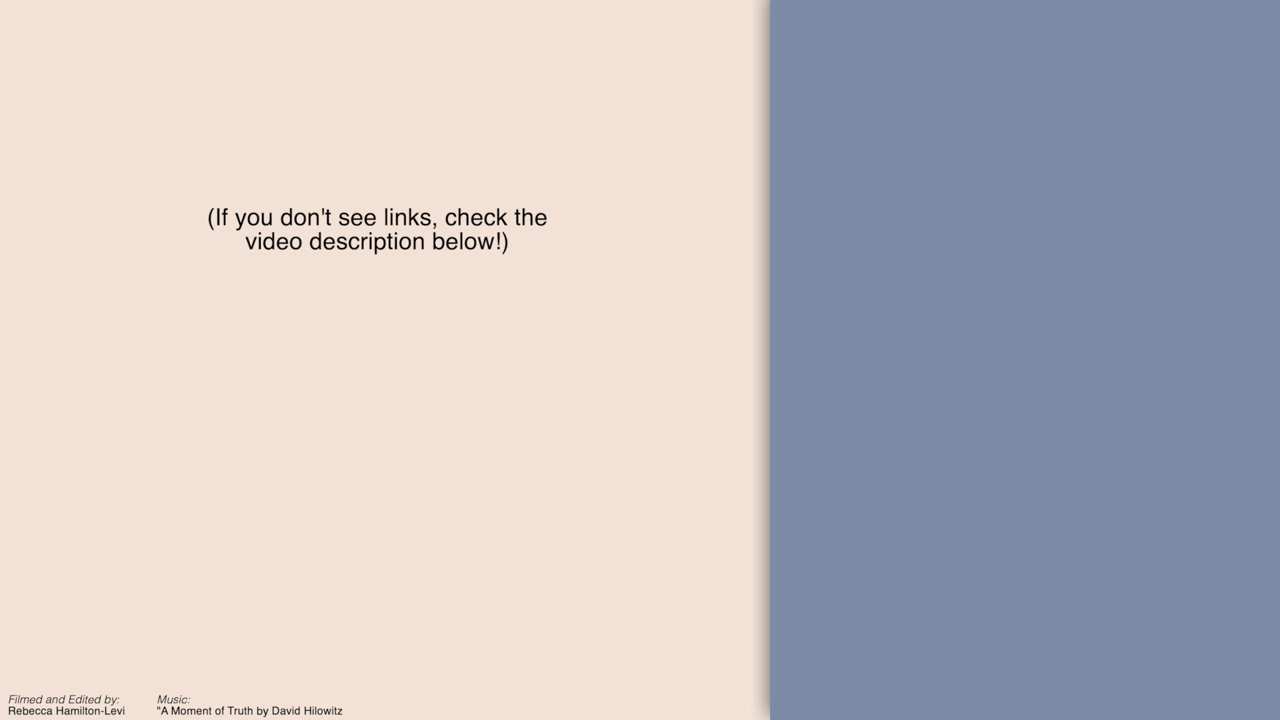 (If you don't see links, check the
video description below!)
Filmed and Edited by:
Rebecca Hamilton-Levi
Music:
"A Moment of Truth by David Hilowitz